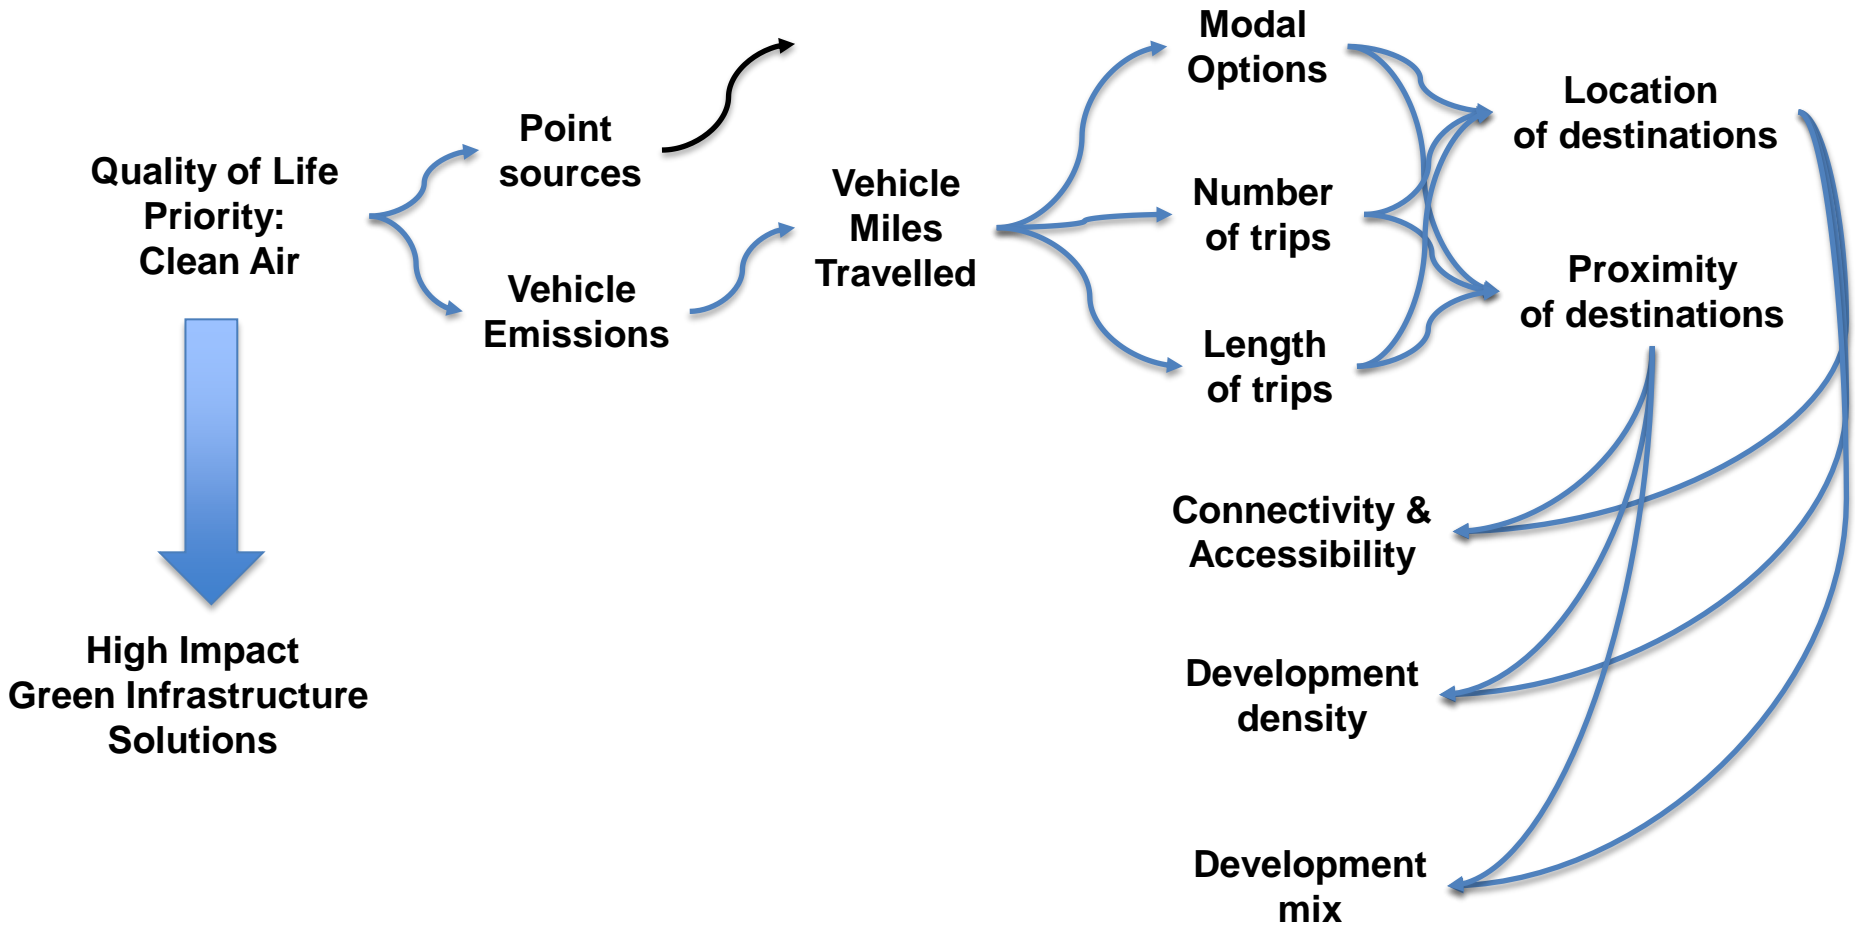 Quality of Life
Priority:
Clean Air
High Impact
Green Infrastructure
Solutions
Point
sources
Vehicle
Emissions
Vehicle
Miles
Travelled
Modal
Options
Number
of trips
Length
of trips
Location
of destinations
Proximity
of destinations
Connectivity &
Accessibility
Development
density
Development
mix